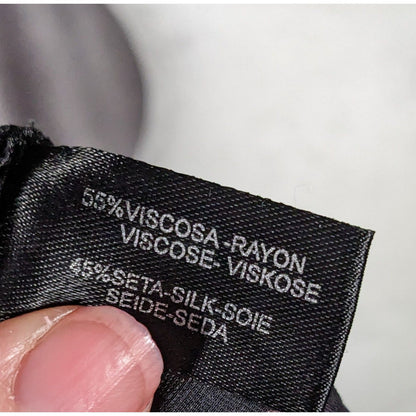 55%VISCOSA -RAYON
VISCOSE- VISKOSE
45%SETA-SILK-SOIE
SEIDE-SEDA